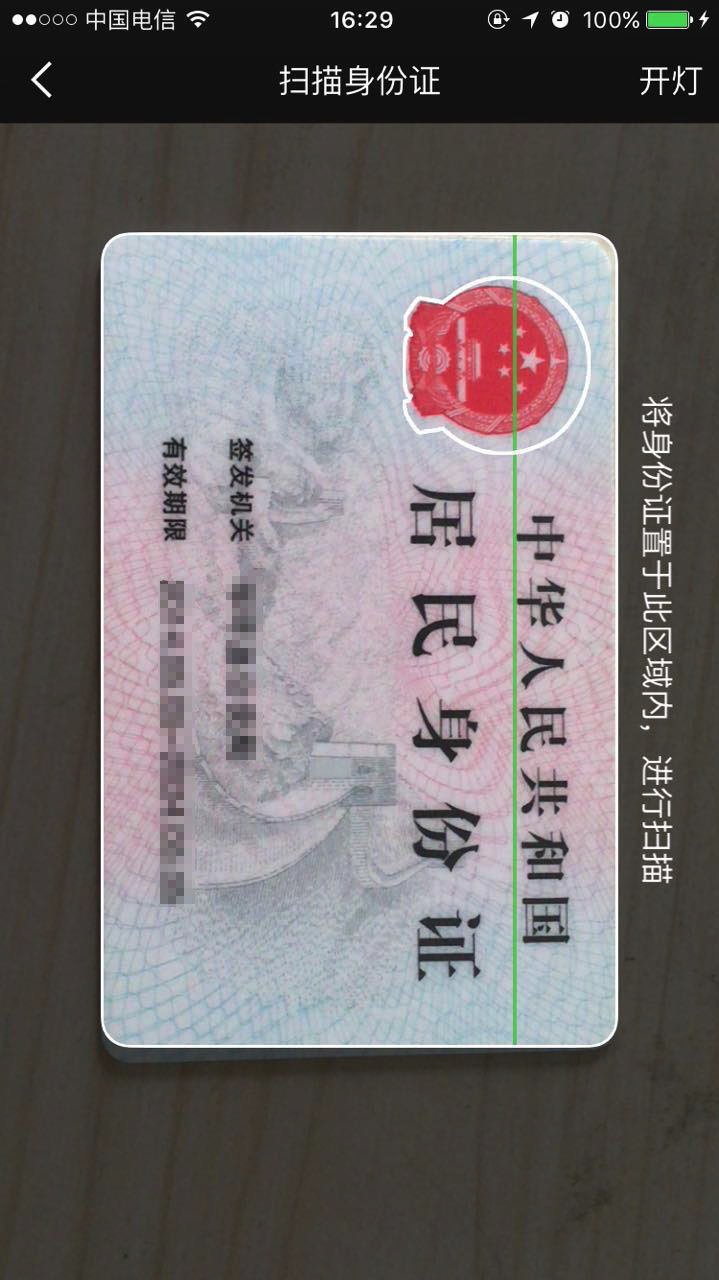 中国电信 16:29 100%
扫描身份证 开灯
将身份证置于此区域内，进行扫描
中华人民共和国
居民身份证
签发机关
有效期限